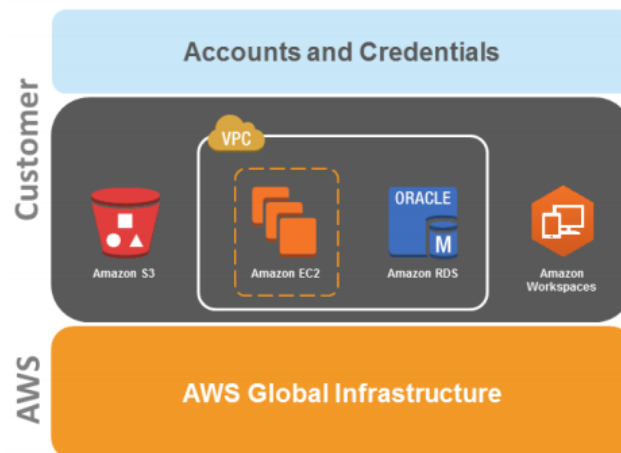 Customer
Accounts and Credentials
VPC
ORACLE
M
Amazon S3
Amazon EC2
Amazon RDS
Amazon
Workspaces
AWS
AWS Global Infrastructure